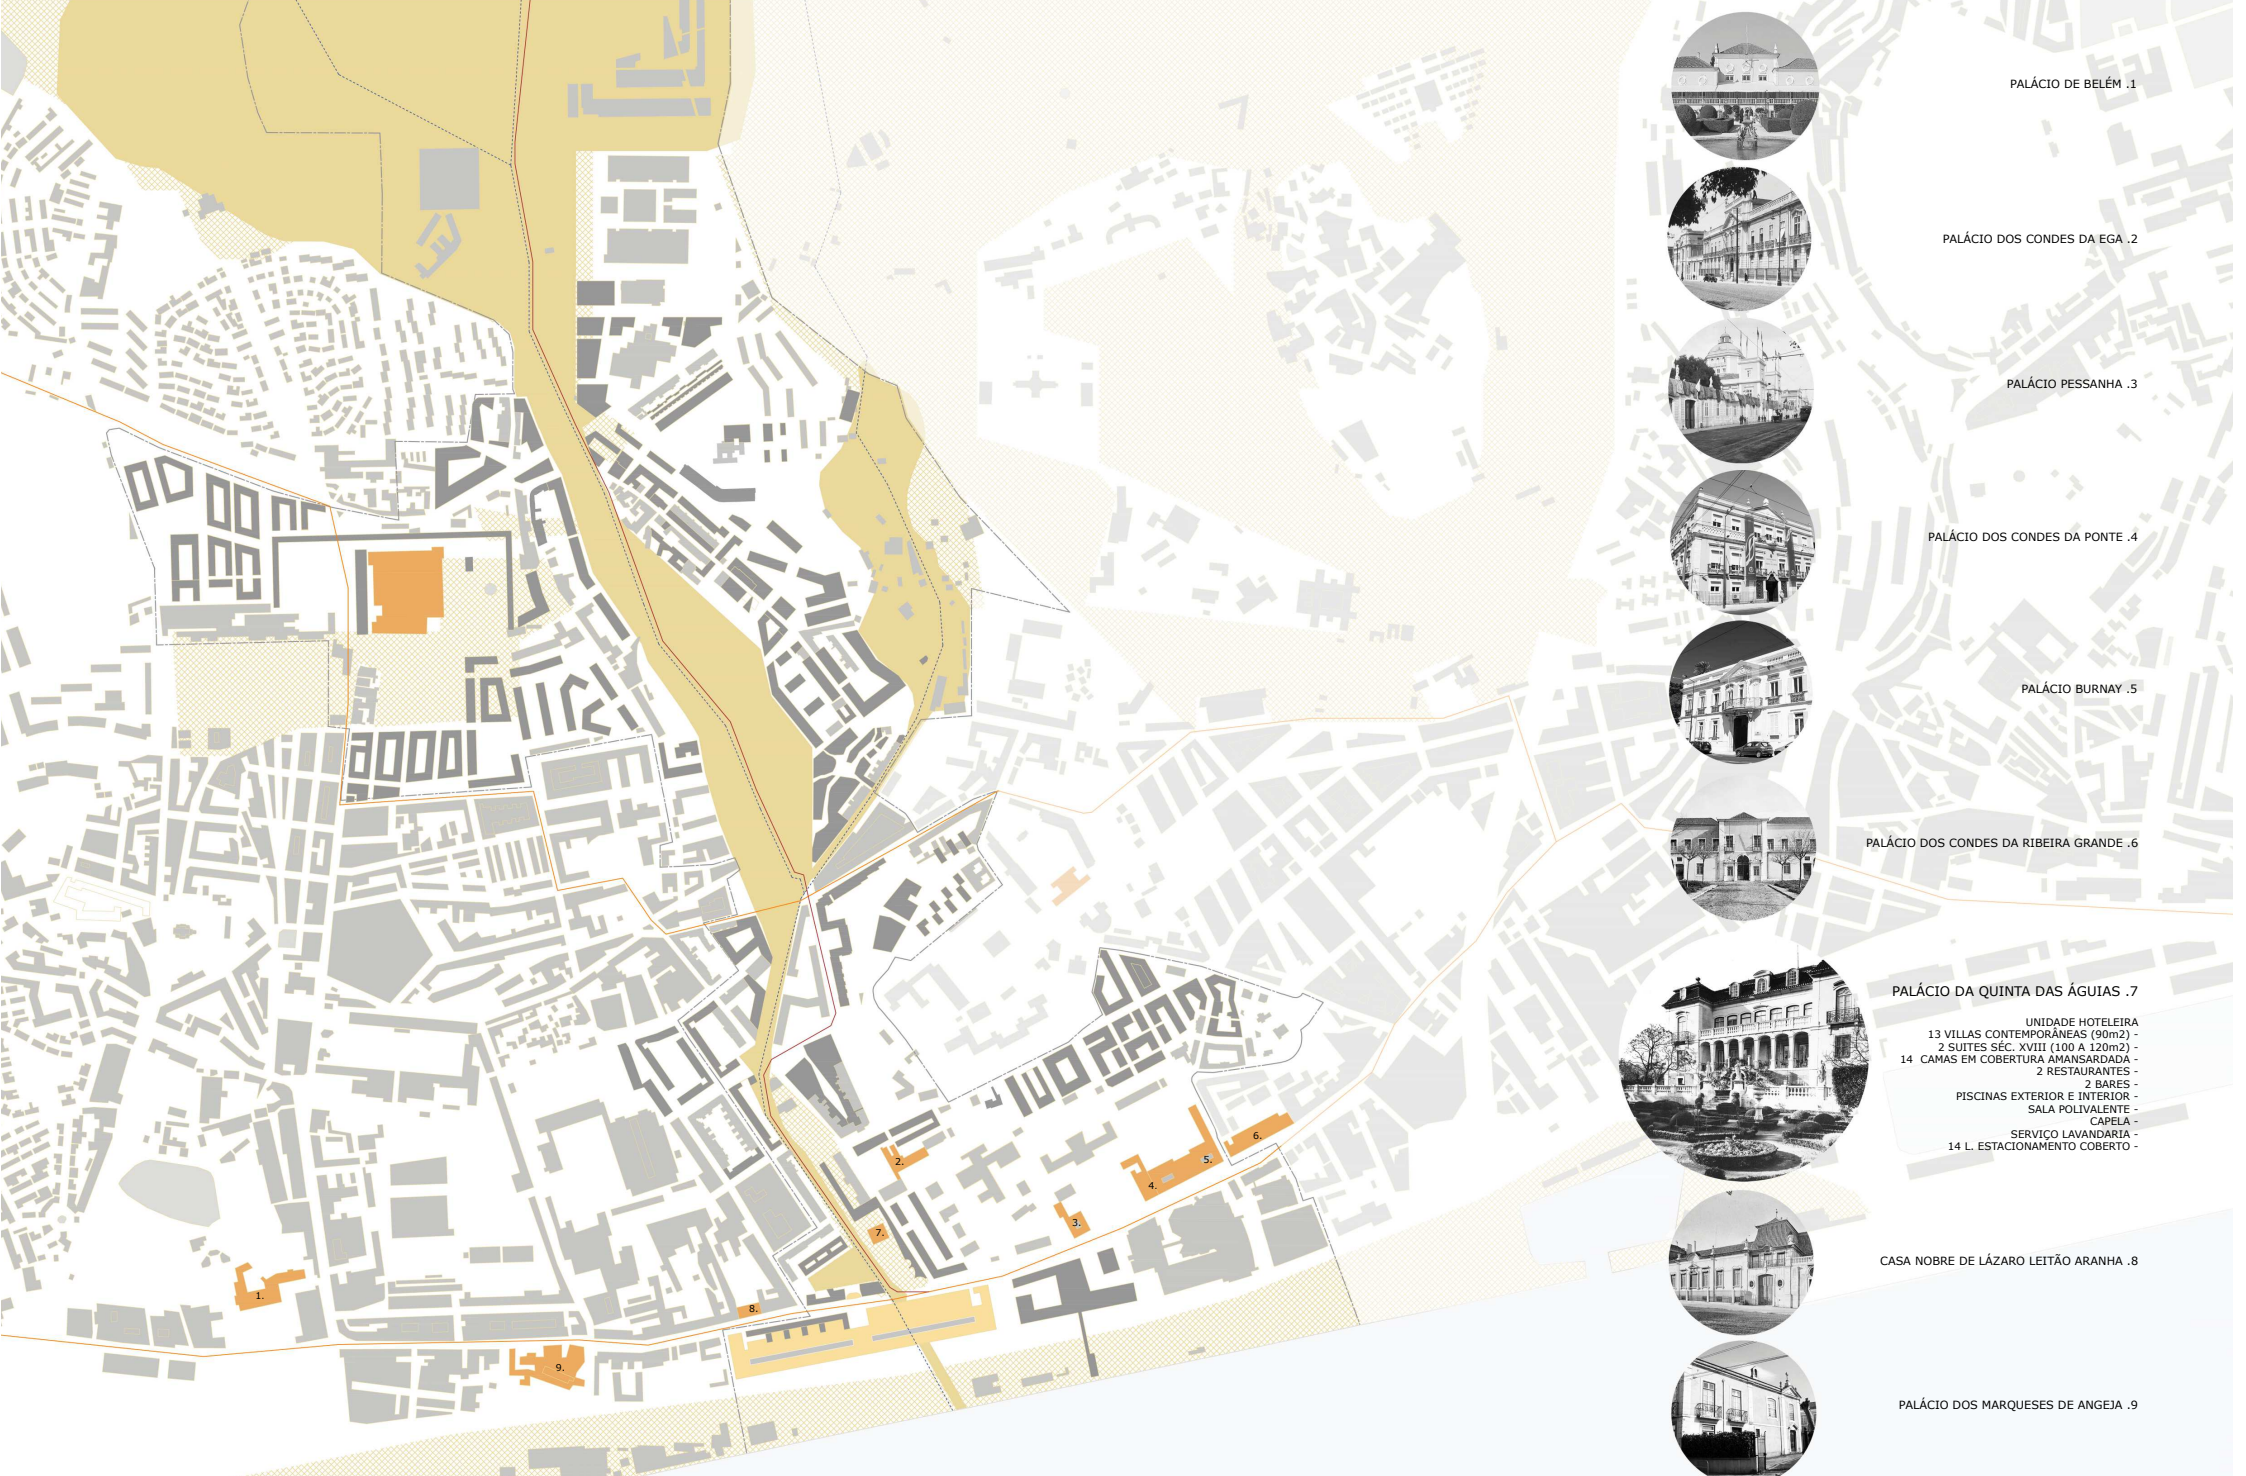 PALÁCIO DE BELÉM .1
PALÁCIO DOS CONDES DA EGA .2
PALÁCIO PESSANHA .3
PALÁCIO DOS CONDES DA PONTE .4
PALÁCIO BURNAY .5
PALÁCIO DOS CONDES DA RIBEIRA GRANDE .6
PALÁCIO DA QUINTA DAS ÁGUIAS .7
UNIDADE HOTELEIRA
13 VILLAS CONTEMPORÂNEAS (90m2) -
2 SUITES SÉC. XVIII (100 A 120m2) -
14 CAMAS EM COBERTURA AMANSARDADA -
2 RESTAURANTES -
2 BARES -
PISCINAS EXTERIOR E INTERIOR -
SALA POLIVALENTE -
CAPELA -
SERVIÇO LAVANDARIA -
14 L. ESTACIONAMENTO COBERTO -
CASA NOBRE DE LÁZARO LEITÃO ARANHA .8
PALÁCIO DOS MARQUESES DE ANGEJA .9
6.
5.
2.
4.
3.
7.
1.
8.
9.